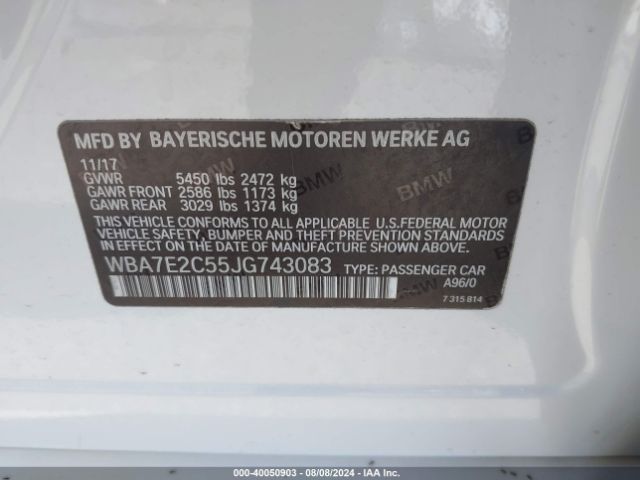 MFD BY BAYERISCHE MOTOREN WERKE AG
11/17
GVWR 5450 lbs 2472 kg
GAWR FRONT 2586 lbs 1173 kg
GAWR REAR 3029 lbs 1374 kg
THIS VEHICLE CONFORMS TO ALL APPLICABLE U.S.FEDERAL MOTOR
VEHICLE SAFETY, BUMPER AND THEFT PREVENTION STANDARDS
IN EFFECT ON THE DATE OF MANUFACTURE SHOWN ABOVE
WBA7E2C55JG743083 TYPE: PASSENGER CAR
A96/0
7 315 814
BMW
BMW
000-40050903 - 08/08/2024 - IAA Inc.